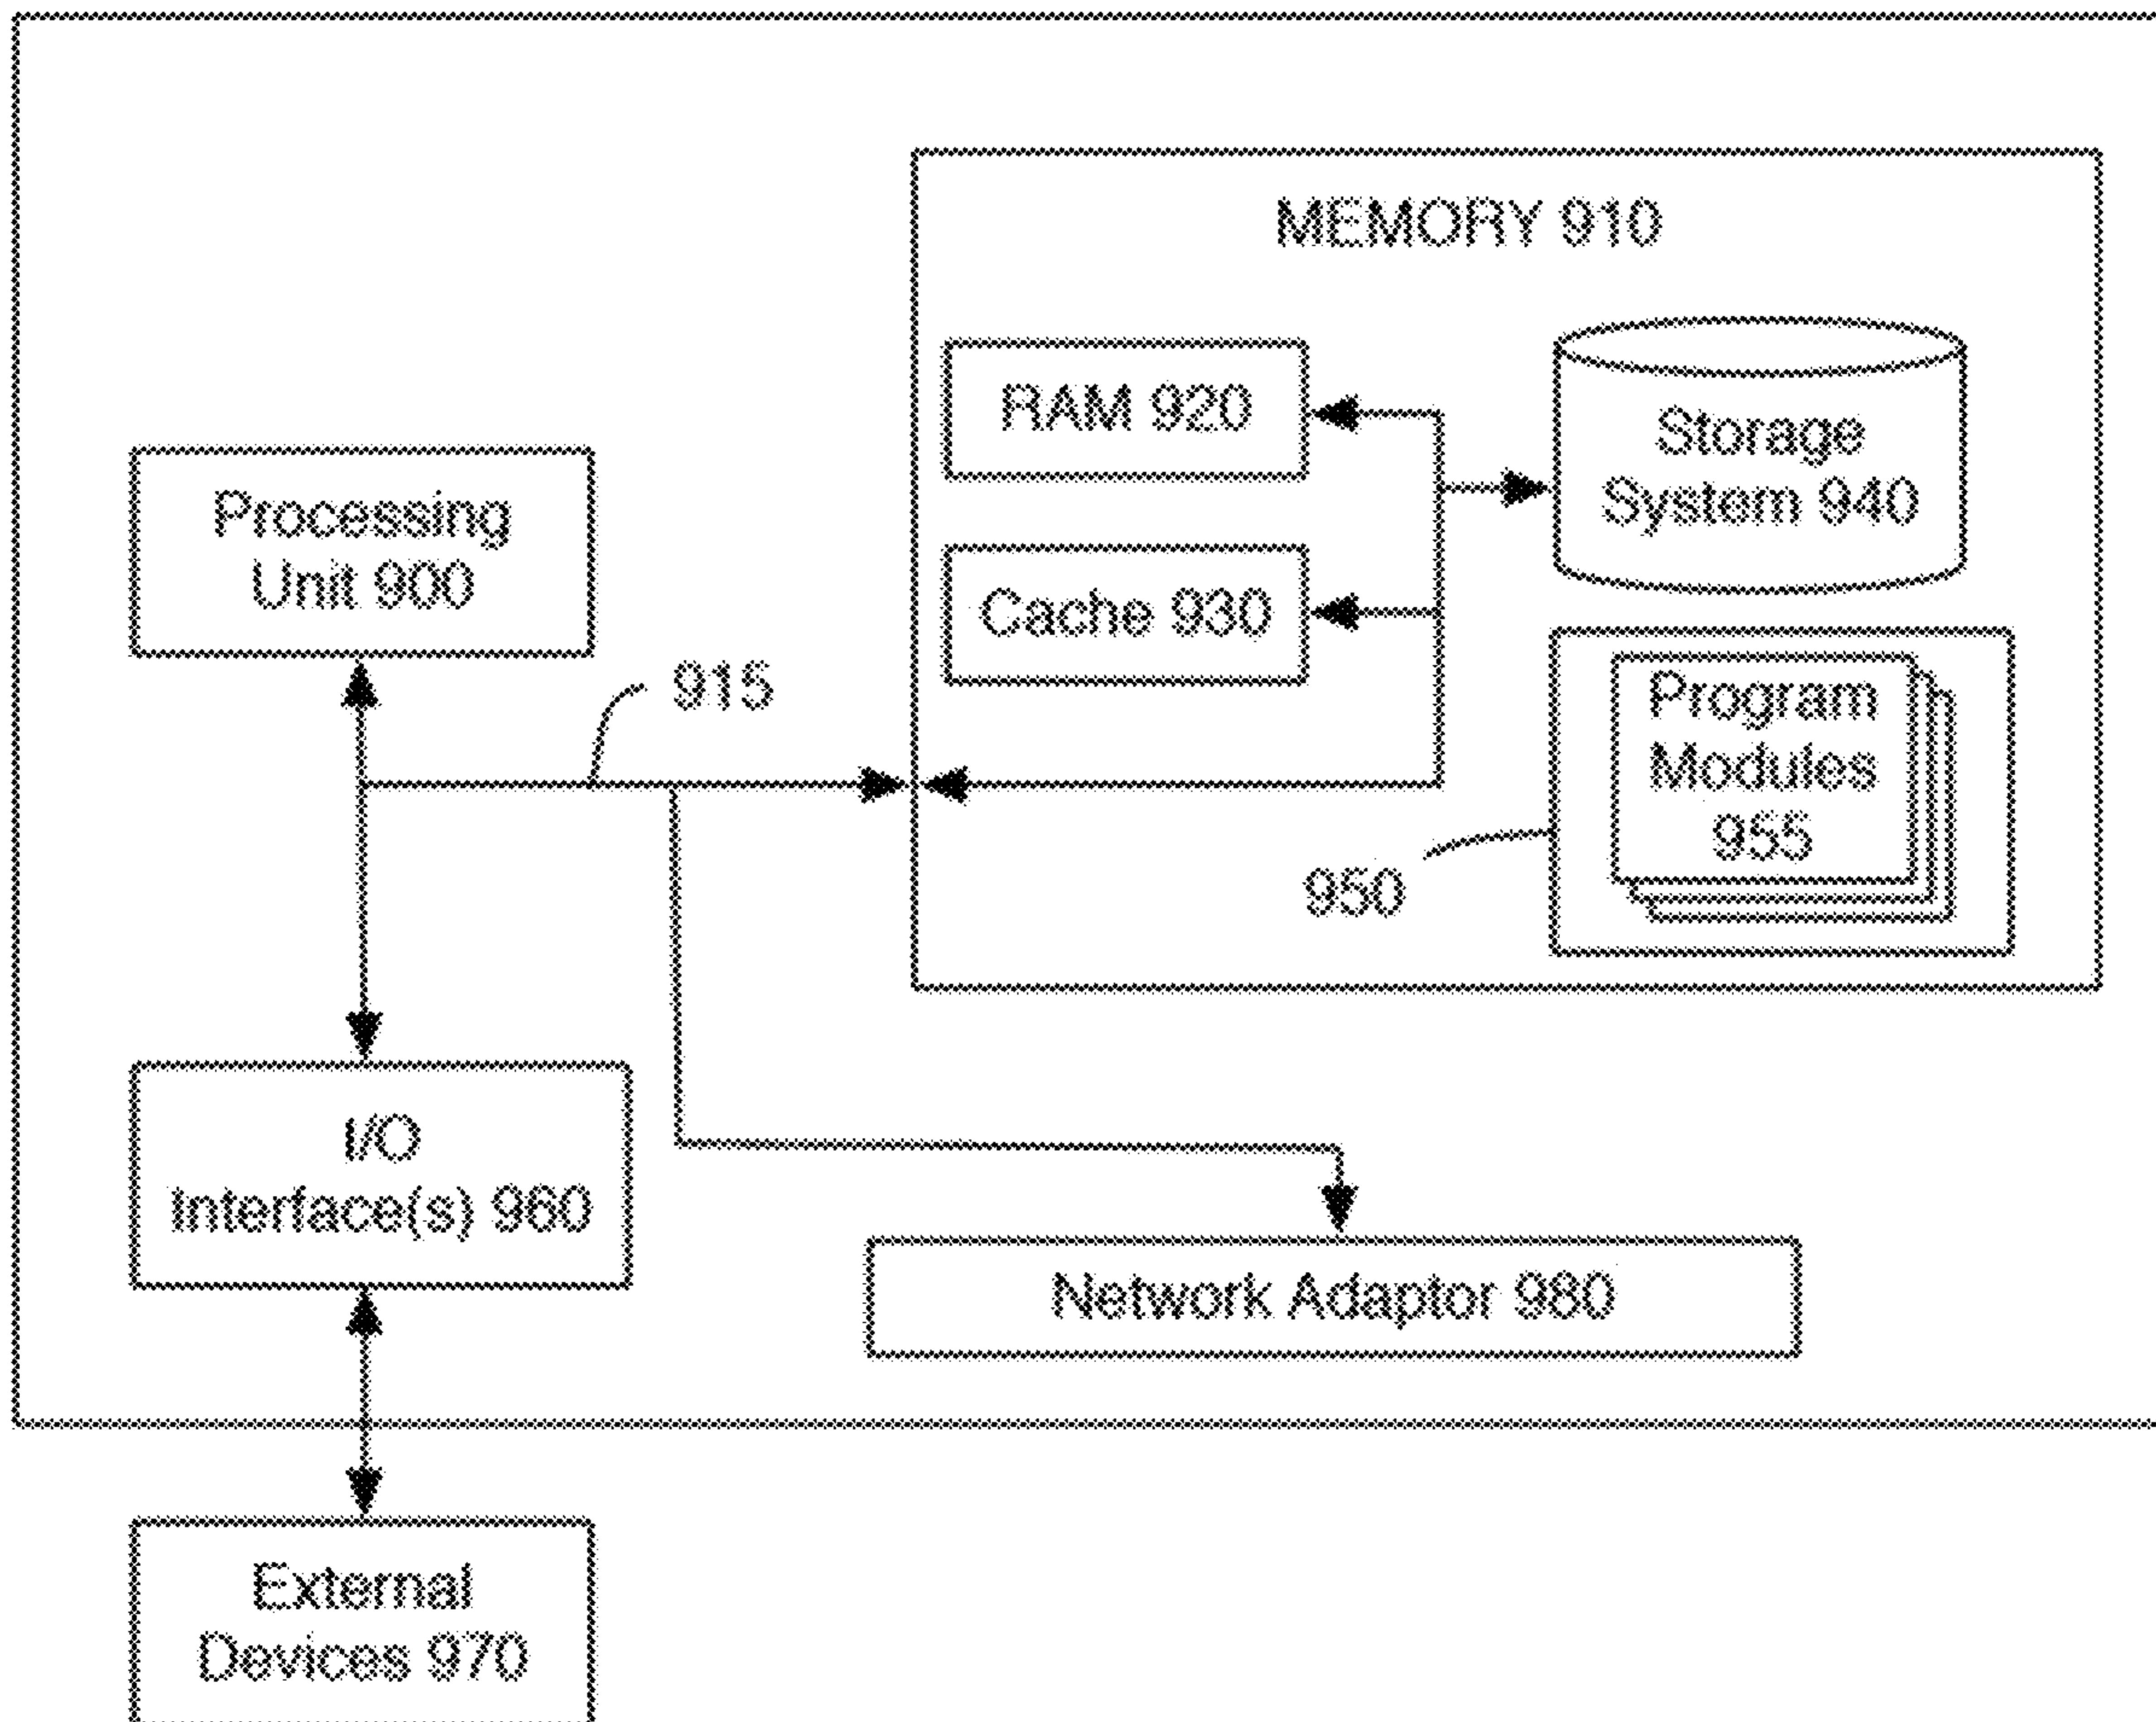 MEMORY 910
RAM 920
Storage
System 940
Processing
Unit 900
Cache 930
915
Program
Modules
955
950
I/O
Interface(s) 960
Network Adaptor 980
External
Devices 970